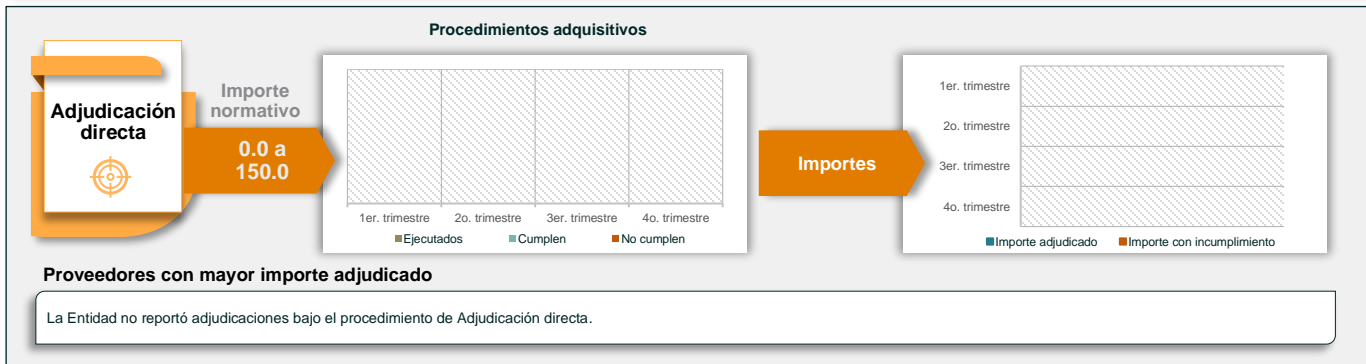 Procedimientos adquisitivos
Adjudicación
directa
Importe
normativo
0.0 a
150.0
1er. trimestre
2o. trimestre
3er. trimestre
4o. trimestre
Ejecutados
Cumplen
No cumplen
Importes
1er. trimestre
2o. trimestre
3er. trimestre
4o. trimestre
Importe adjudicado
Importe con incumplimiento
Proveedores con mayor importe adjudicado
La Entidad no reportó adjudicaciones bajo el procedimiento de Adjudicación directa.